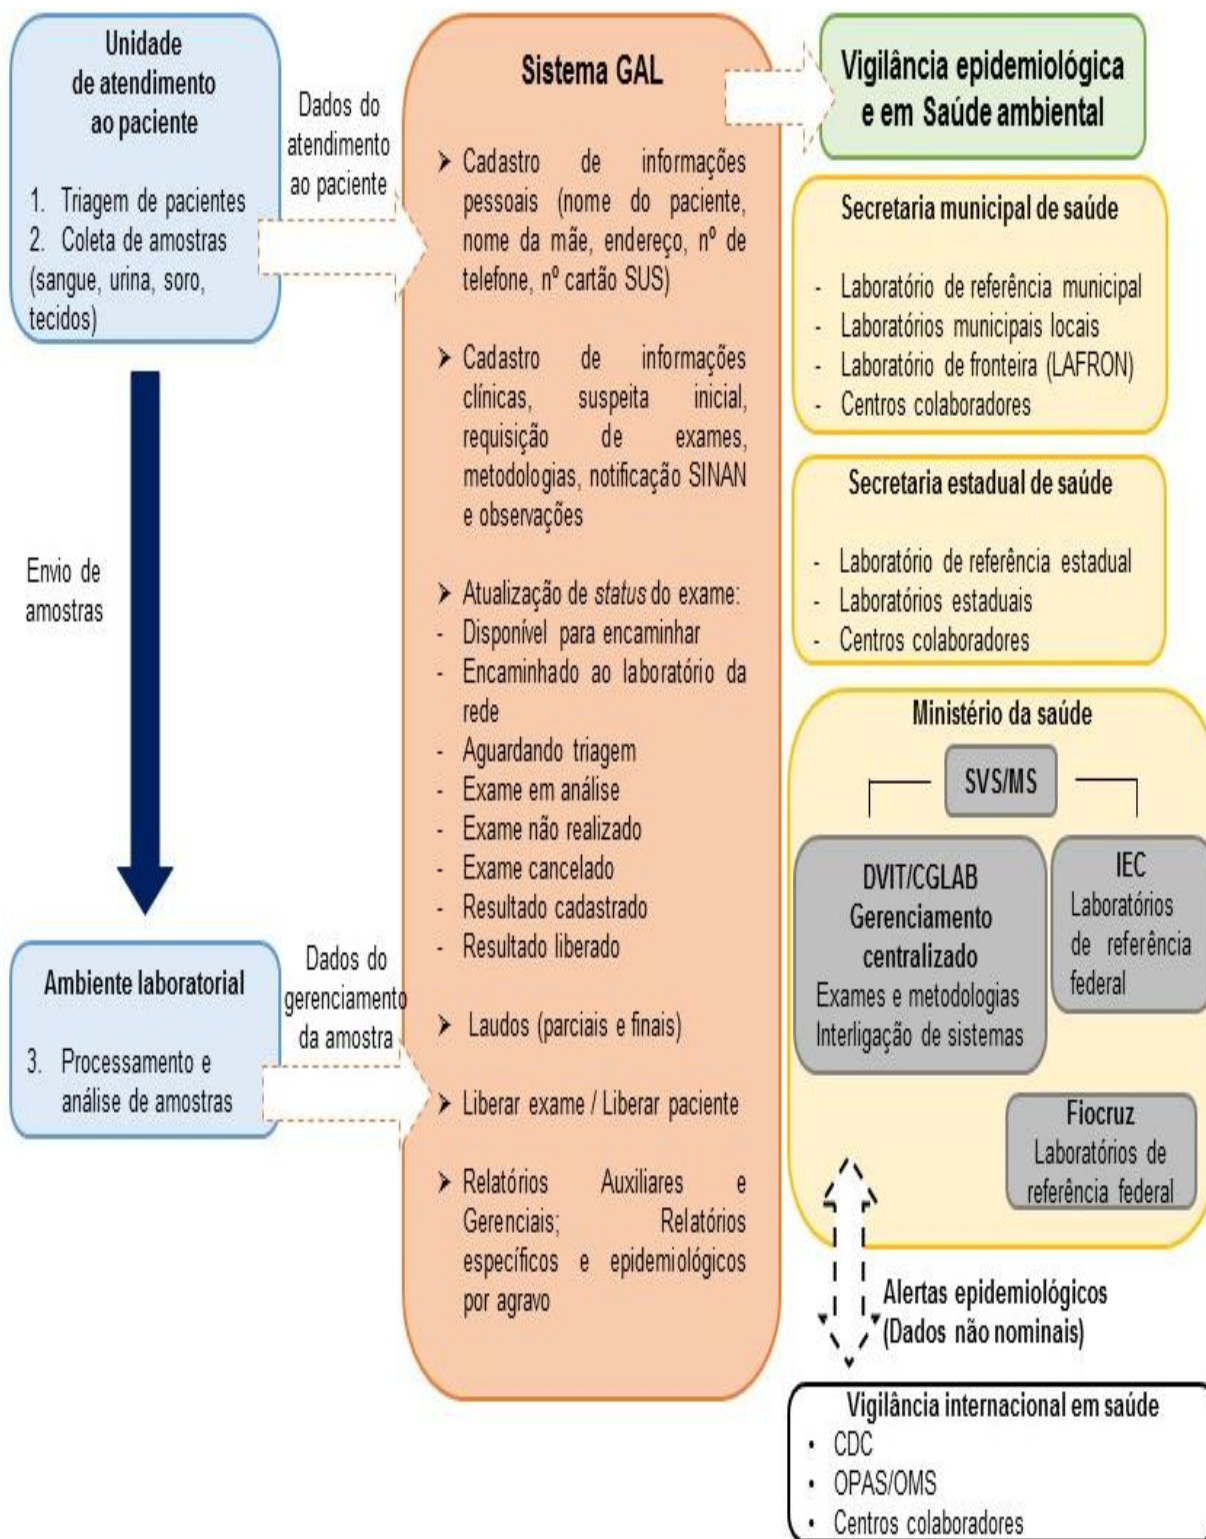 Unidade
de atendimento
ao paciente
1. Triagem de pacientes
2. Coleta de amostras
(sangue, urina, soro,
tecidos)
Dados do
atendimento
ao paciente
Envio de
amostras
Ambiente laboratorial
3. Processamento e
análise de amostras
Dados do
gerenciamento
da amostra
Sistema GAL
➤ Cadastro de informações
pessoais (nome do paciente,
nome da mãe, endereço, nº de
telefone, nº cartão SUS)
➤ Cadastro de informações
clínicas, suspeita inicial,
requisição de exames,
metodologias, notificação SINAN
e observações
➤ Atualização de status do exame:
- Disponível para encaminhar
- Encaminhado ao laboratório da
rede
- Aguardando triagem
- Exame em análise
- Exame não realizado
- Exame cancelado
- Resultado cadastrado
- Resultado liberado
➤ Laudos (parciais e finais)
➤ Liberar exame / Liberar paciente
➤ Relatórios Auxiliares e
Gerenciais; Relatórios
específicos e epidemiológicos
por agravo
Vigilância epidemiológica
e em Saúde ambiental
Secretaria municipal de saúde
- Laboratório de referência municipal
- Laboratórios municipais locais
- Laboratório de fronteira (LAFRON)
- Centros colaboradores
Secretaria estadual de saúde
- Laboratório de referência estadual
- Laboratórios estaduais
- Centros colaboradores
Ministério da saúde
SVS/MS
DVIT/CGLAB
Gerenciamento
centralizado
Exames e metodologias
Interligação de sistemas
IEC
Laboratórios
de referência
federal
Fiocruz
Laboratórios de
referência federal
Alertas epidemiológicos
(Dados não nominais)
Vigilância internacional em saúde
• CDC
• OPAS/OMS
• Centros colaboradores